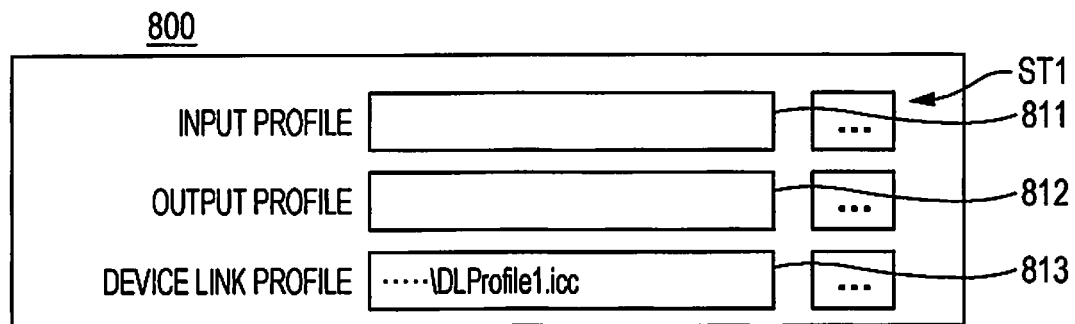 800
ST1
INPUT PROFILE ... 811
OUTPUT PROFILE ... 812
DEVICE LINK PROFILE ·····\DLProfile1.icc ... 813